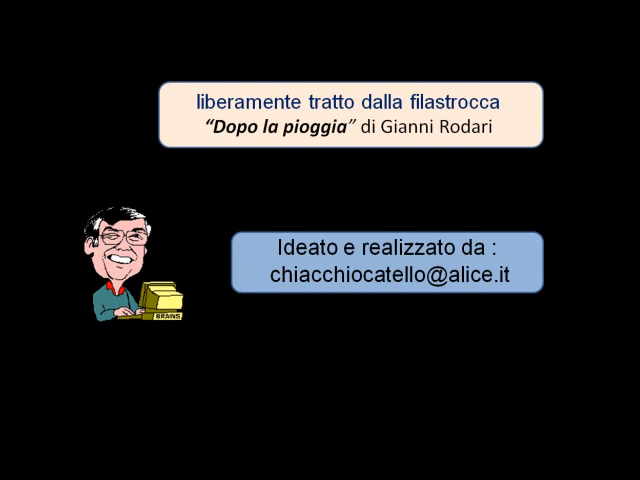 liberamente tratto dalla filastrocca
“Dopo la pioggia” di Gianni Rodari
Ideato e realizzato da :
chiacchiocatello@alice.it
BRAINS